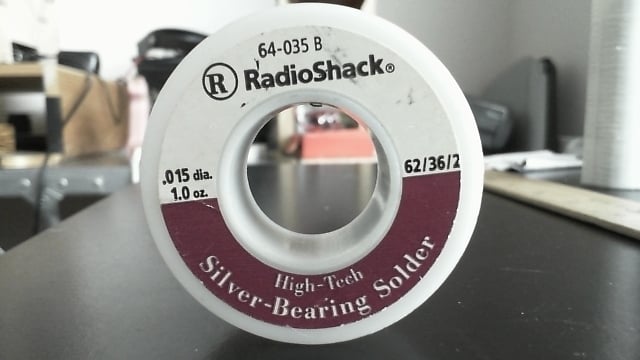 64-035 B
R RadioShack®
.015 dia.
1.0 oz.
62/36/2
High-Tech
Silver-Bearing Solder